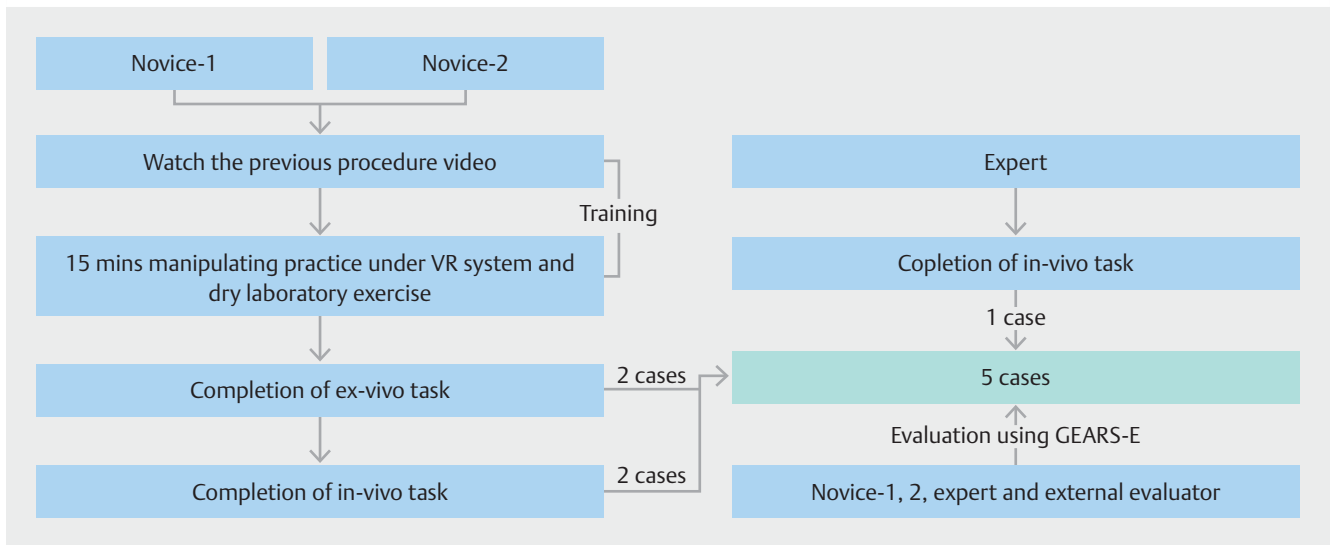 Novice-1
Novice-2
Watch the previous procedure video
Training
15 mins manipulating practice under VR system and
dry laboratory exercise
Completion of ex-vivo task
2 cases
Completion of in-vivo task
2 cases
Expert
Copletion of in-vivo task
1 case
5 cases
Evaluation using GEARS-E
Novice-1, 2, expert and external evaluator